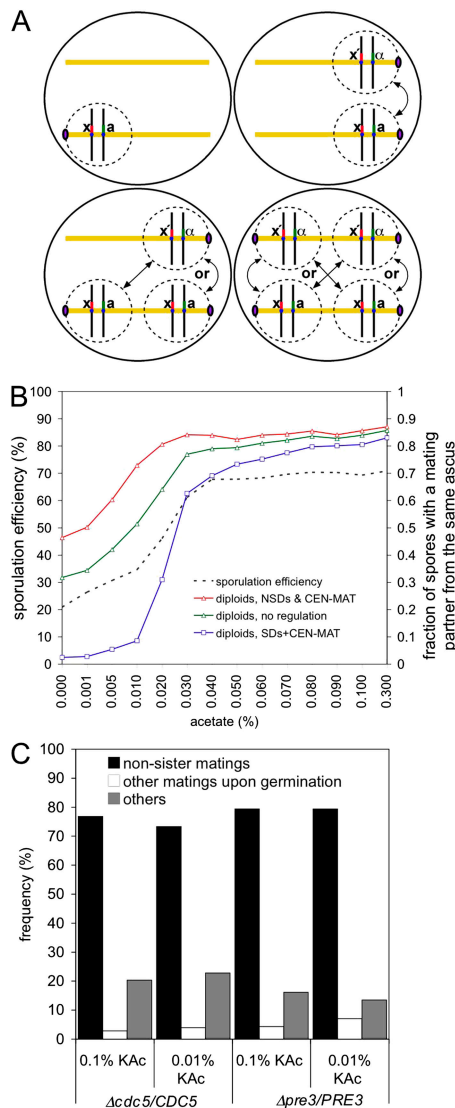 A
x' α
x a
x' α
x a
x' α
or
x a
x a
x' α
x' α
or
or
x a
x a
B
sporulation efficiency (%)
100
90
80
70
60
50
40
30
20
10
0
1
0.9
0.8
0.7
0.6
0.5
0.4
0.3
0.2
0.1
0
fraction of spores with a mating
partner from the same ascus
sporulation efficiency
diploids, NSDs & CEN-MAT
diploids, no regulation
diploids, SDs+CEN-MAT
0.000
0.001
0.005
0.010
0.020
0.030
0.040
0.050
0.060
0.070
0.080
0.090
0.100
0.300
acetate (%)
C
frequency (%)
100
90
80
70
60
50
40
30
20
10
0
non-sister matings
other matings upon germination
others
0.1% KAc
0.01%
KAc
0.1% KAc
0.01%
KAc
Δcdc5/CDC5
Δpre3/PRE3